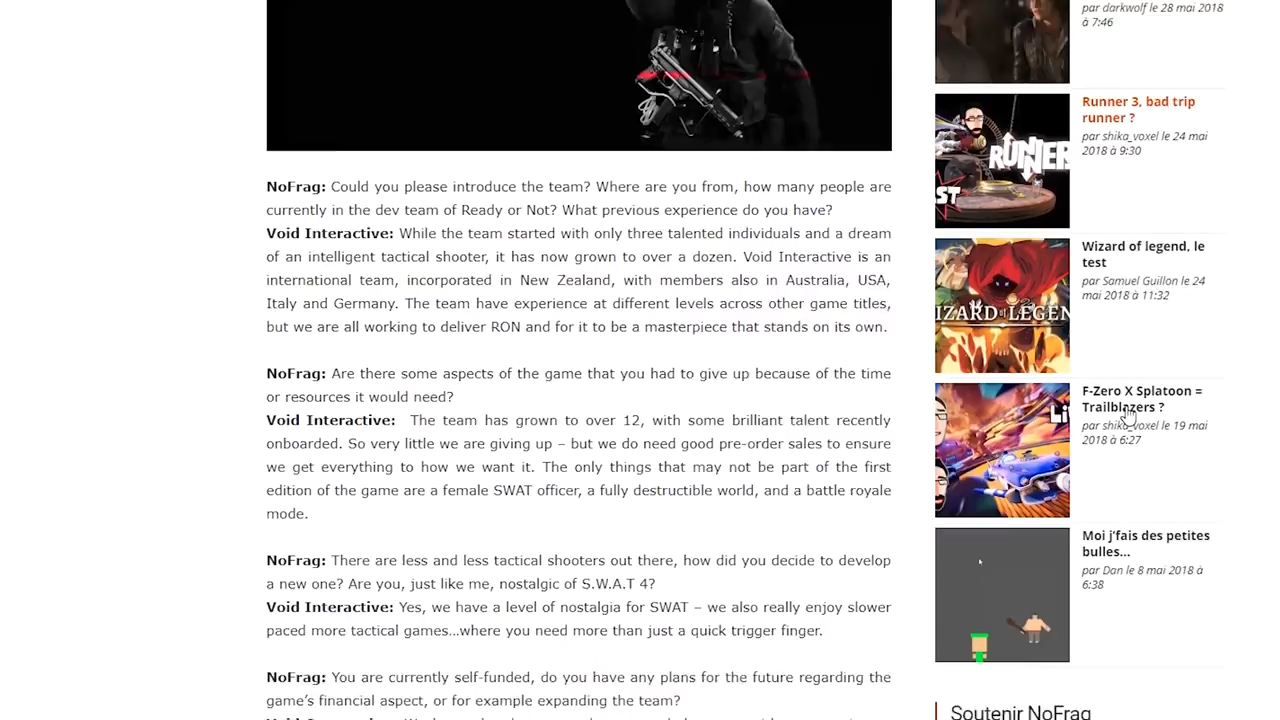 NoFrag: Could you please introduce the team? Where are you from, how many people are
currently in the dev team of Ready or Not? What previous experience do you have?
Void Interactive: While the team started with only three talented individuals and a dream
of an intelligent tactical shooter, it has now grown to over a dozen. Void Interactive is an
international team, incorporated in New Zealand, with members also in Australia, USA,
Italy and Germany. The team have experience at different levels across other game titles,
but we are all working to deliver RON and for it to be a masterpiece that stands on its own.
NoFrag: Are there some aspects of the game that you had to give up because of the time
or resources it would need?
Void Interactive: The team has grown to over 12, with some brilliant talent recently
onboarded. So very little we are giving up – but we do need good pre-order sales to ensure
we get everything to how we want it. The only things that may not be part of the first
edition of the game are a female SWAT officer, a fully destructible world, and a battle royale
mode.
NoFrag: There are less and less tactical shooters out there, how did you decide to develop
a new one? Are you, just like me, nostalgic of S.W.A.T 4?
Void Interactive: Yes, we have a level of nostalgia for SWAT – we also really enjoy slower
paced more tactical games…where you need more than just a quick trigger finger.
NoFrag: You are currently self-funded, do you have any plans for the future regarding the
game's financial aspect, or for example expanding the team?
par darkwolf le 28 mai 2018
à 7:46
RUNNER
ST
Runner 3, bad trip
runner ?
par shika_voxel le 24 mai
2018 à 9:30
IZARD of LEGEN
Wizard of legend, le
test
par Samuel Guillon le 24
mai 2018 à 11:32
F-Zero X Splatoon =
Trailblazers ?
par shika_voxel le 19 mai
2018 à 6:27
Moi j'fais des petites
bulles…
par Dan le 8 mai 2018 à
6:38
Soutenir NoFrag